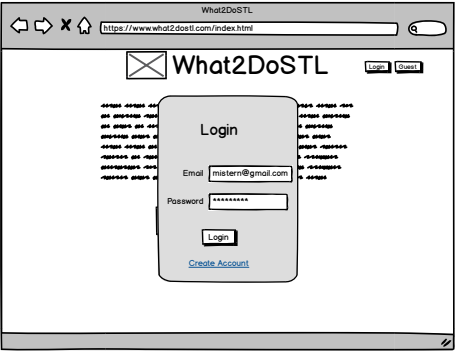 What2DoSTL
https://www.what2dostl.com/index.html
What2DoSTL
Login Guest
Login
Email mistern@gmail.com
Password *********
Login
Create Account